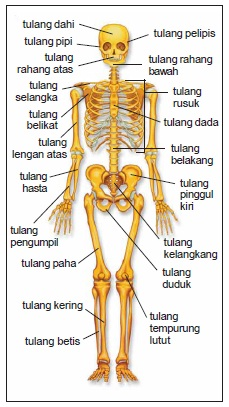 tulang dahi
tulang pelipis
tulang pipi
tulang
rahang atas
tulang rahang
bawah
tulang
selangka
tulang
rusuk
tulang
belikat
tulang dada
tulang
lengan atas
tulang
belakang
tulang
hasta
tulang
pinggul
kiri
tulang
pengumpil
tulang
kelangkang
tulang paha
tulang
duduk
tulang kering
tulang
tempurung
lutut
tulang betis